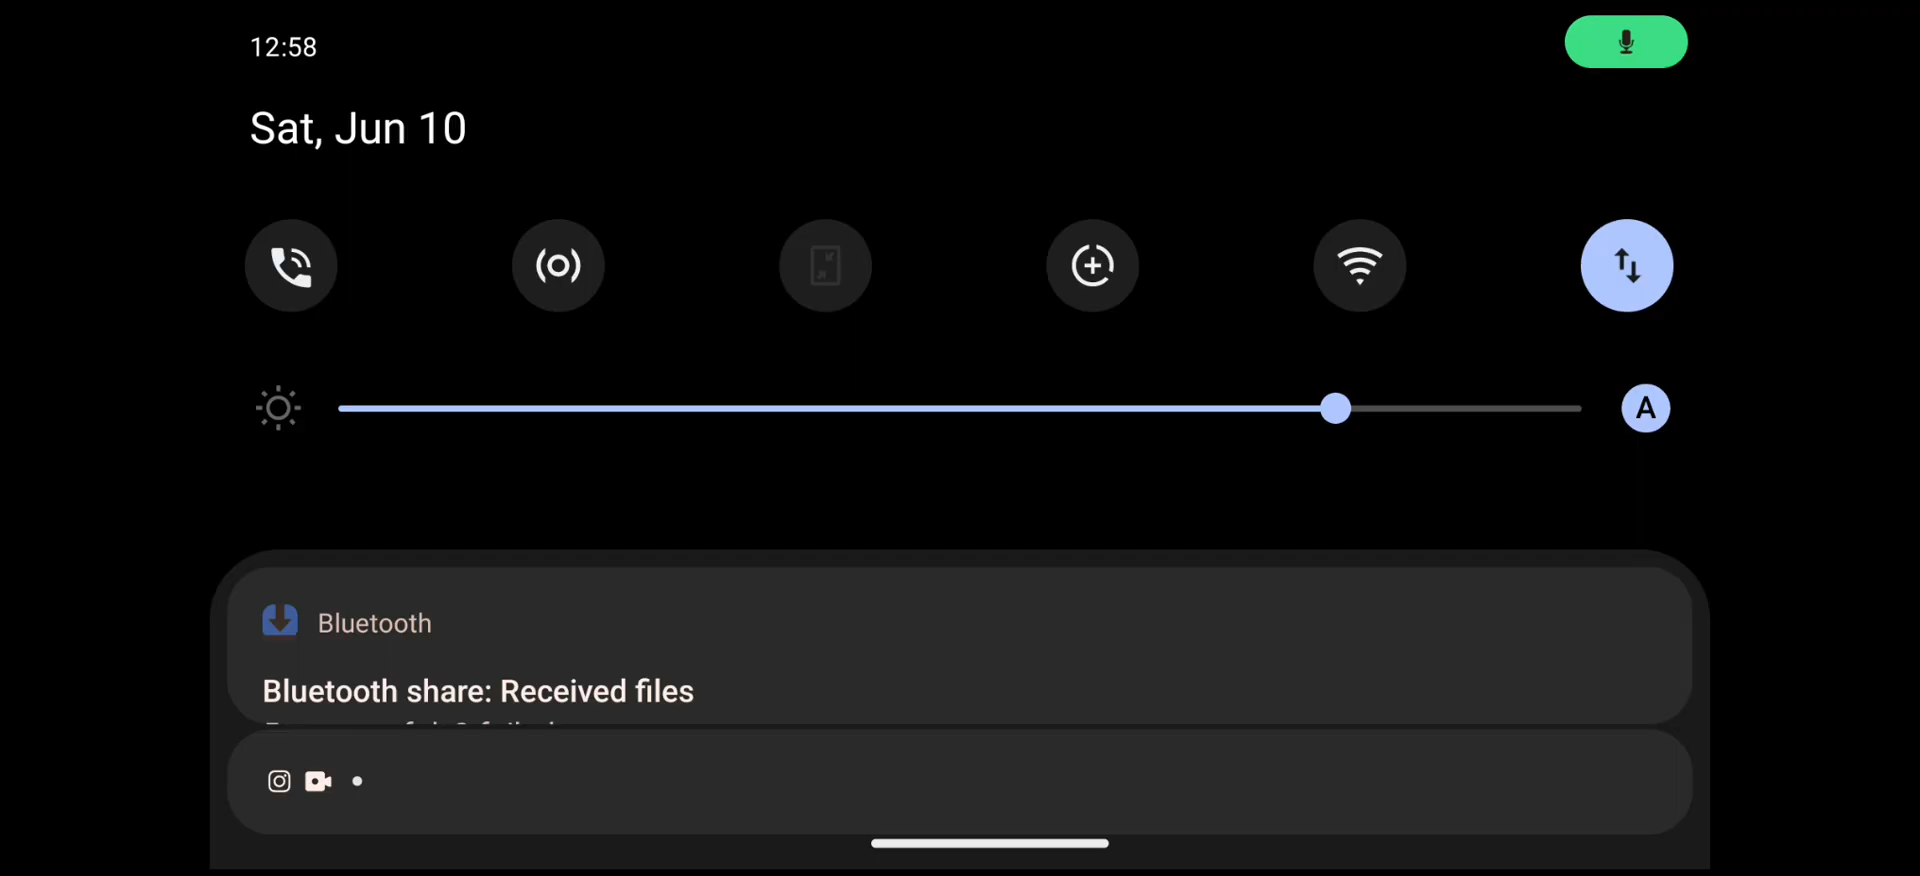 12:58
Sat, Jun 10
A
Bluetooth
Bluetooth share: Received files